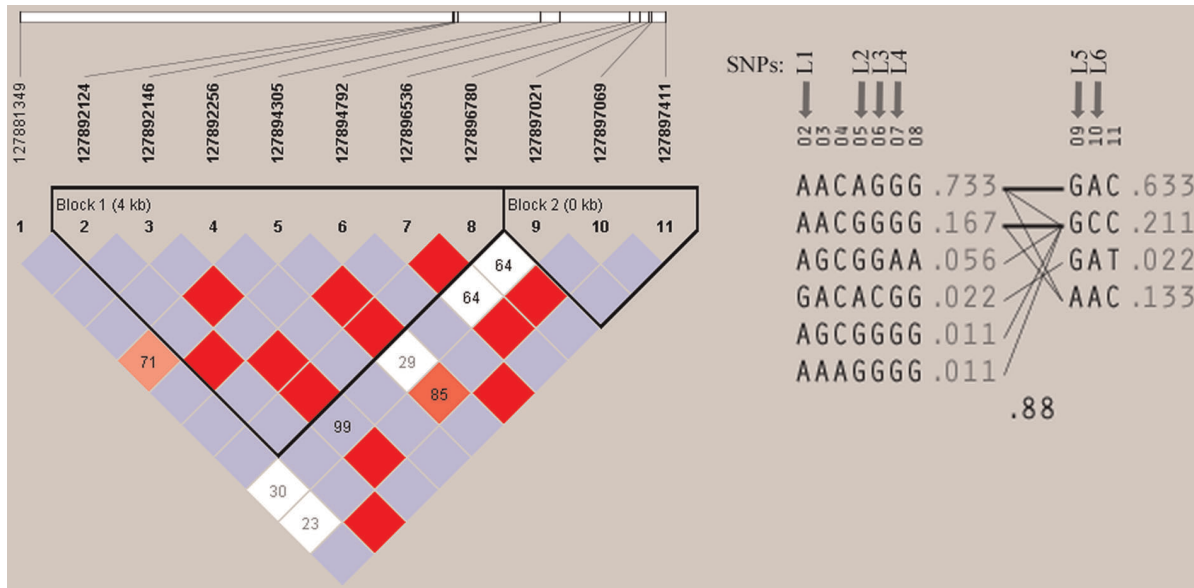 127881349
127892124
127892146
127892256
127894305
127894792
127896536
127896780
127897021
127897069
127897411
Block 1 (4 kb)
Block 2 (0 kb)
1 2 3 4 5 6 7 8 9 10 11
64
64
29
71
85
99
30
23
SNPs: L1 L2 L3 L4 L5 L6
02 03 04 05 06 07 08 09 10 11
AACAGGG .733 GAC .633
AACGGGG .167 GCC .211
AGCGGAA .056 GAT .022
GACACGG .022 AAC .133
AGCGGGG .011
AAAGGGG .011
.88